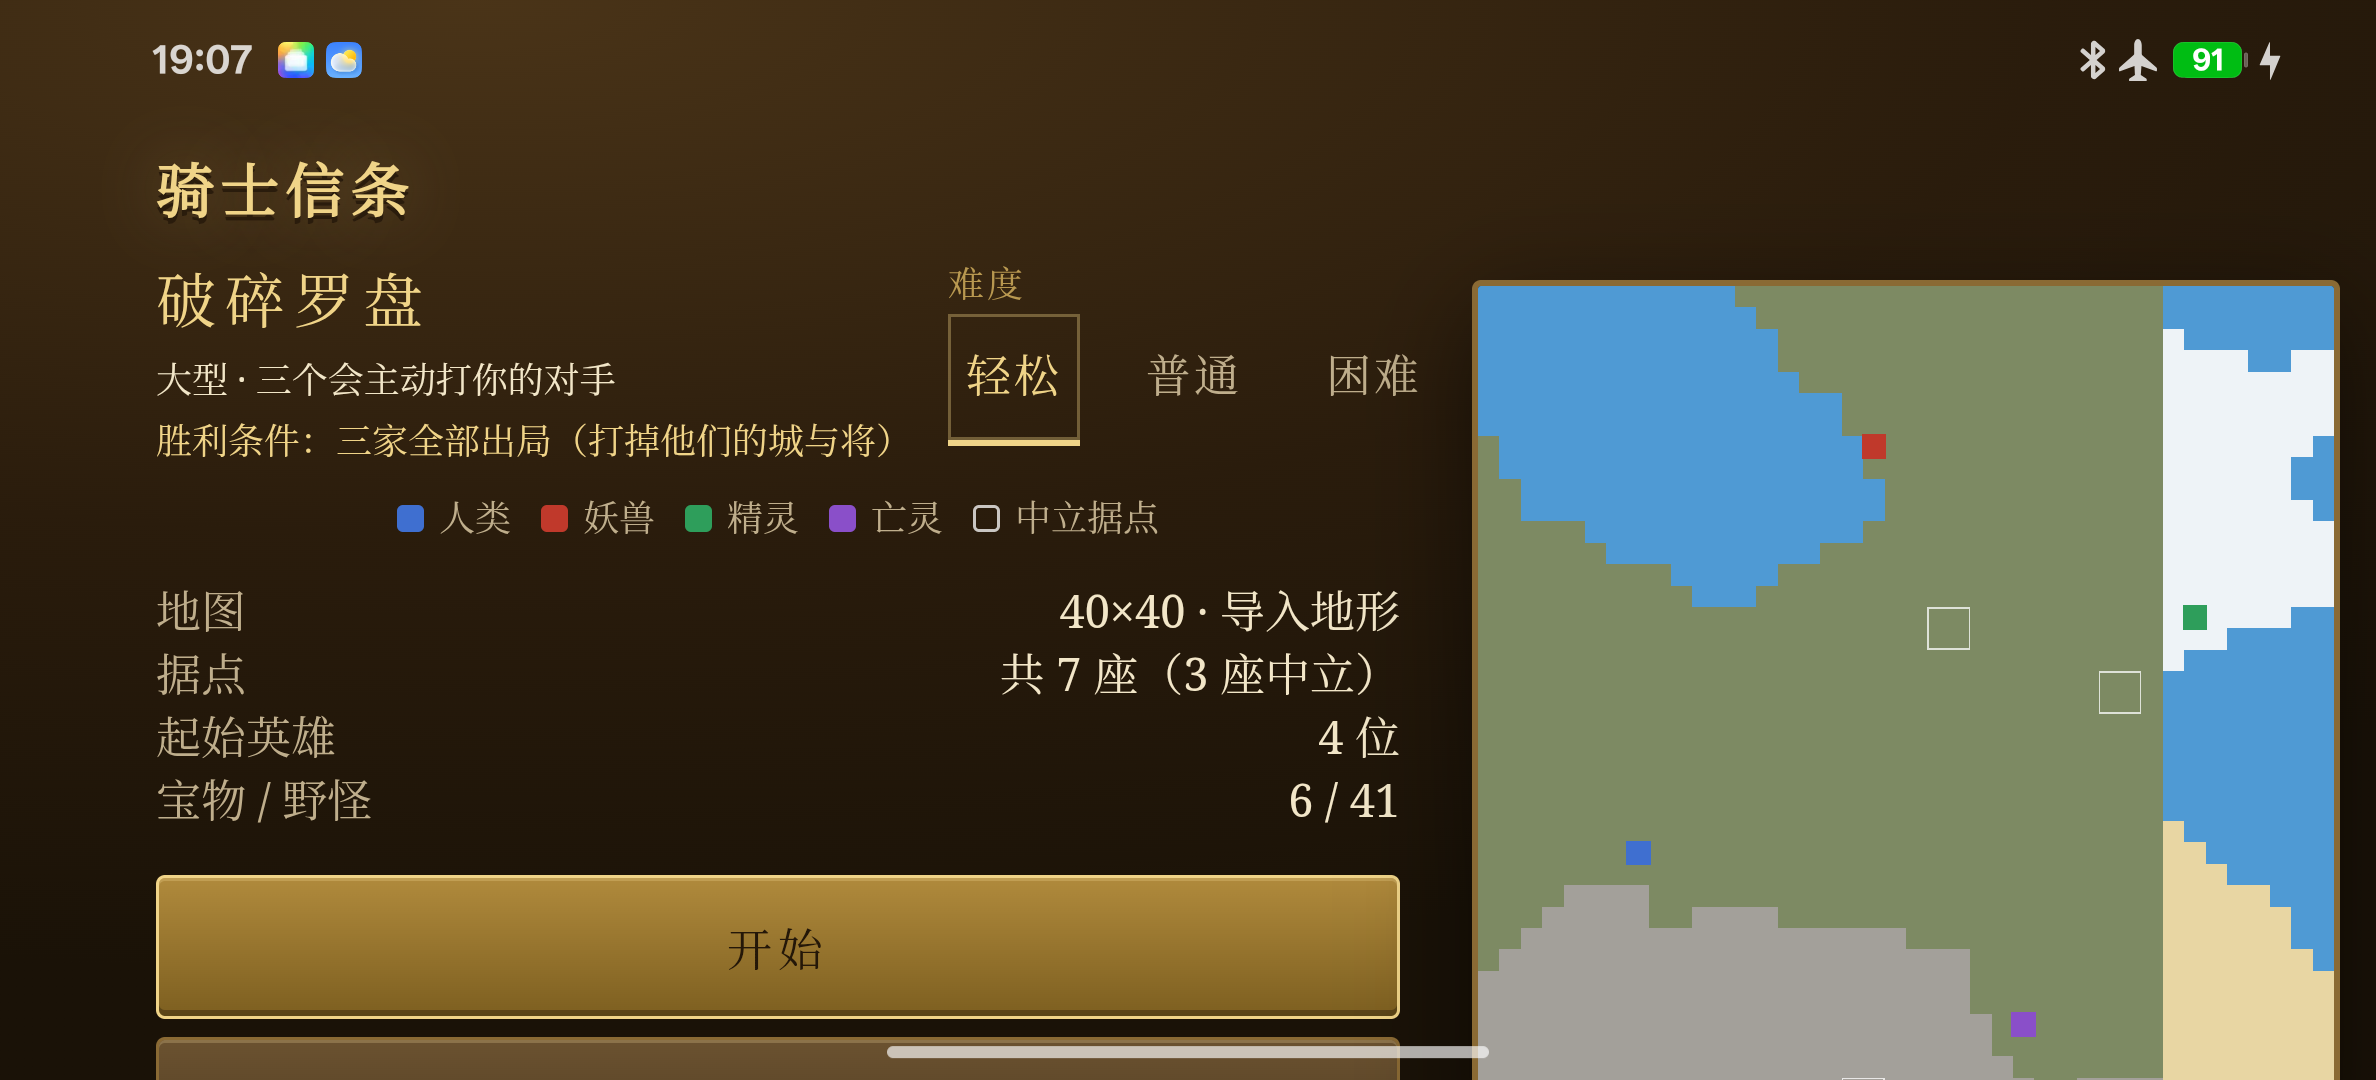 19:07
91
骑士信条
破碎罗盘
大型 · 三个会主动打你的对手
胜利条件：三家全部出局（打掉他们的城与将）
难度
轻松 普通 困难
人类 妖兽 精灵 亡灵 中立据点
地图 40×40 · 导入地形
据点 共 7 座（3 座中立）
起始英雄 4 位
宝物 / 野怪 6 / 41
开始